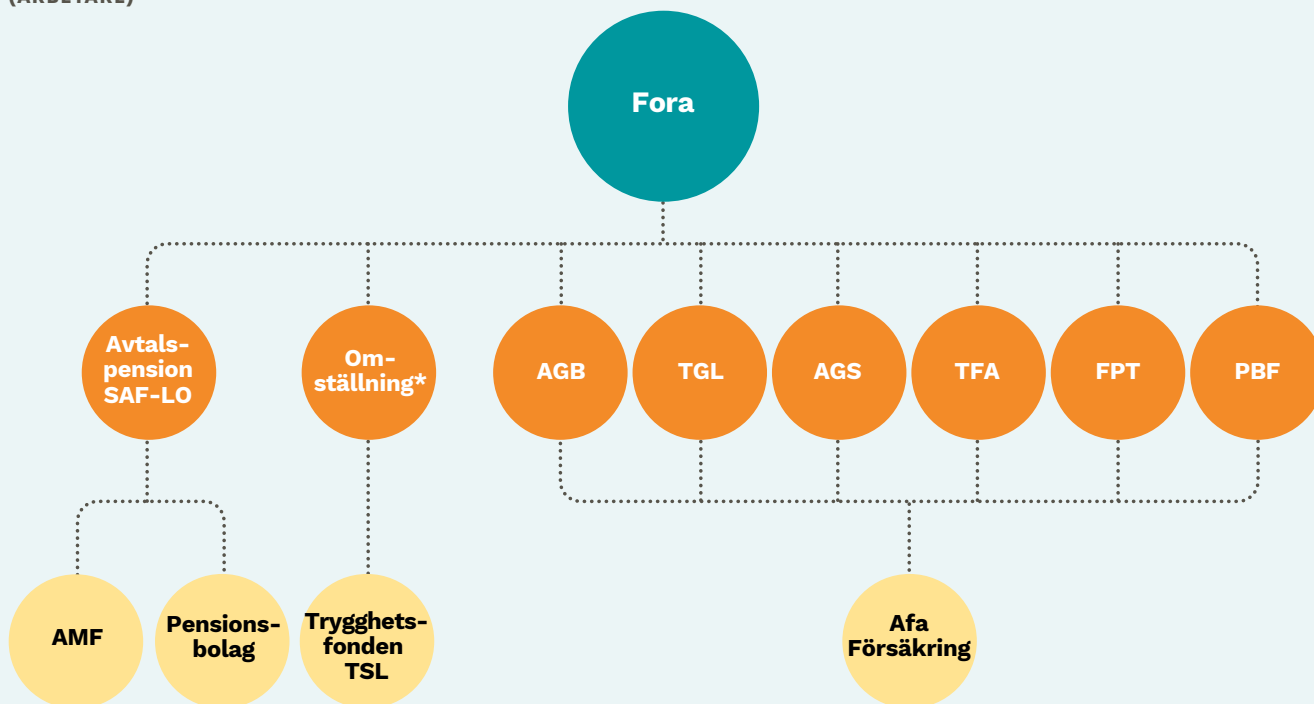 (ARBETARE)
Fora
Avtals-
pension
SAF-LO
Om-
ställning*
AGB
TGL
AGS
TFA
FPT
PBF
AMF
Pensions-
bolag
Trygghets-
fonden
TSL
Afa
Försäkring